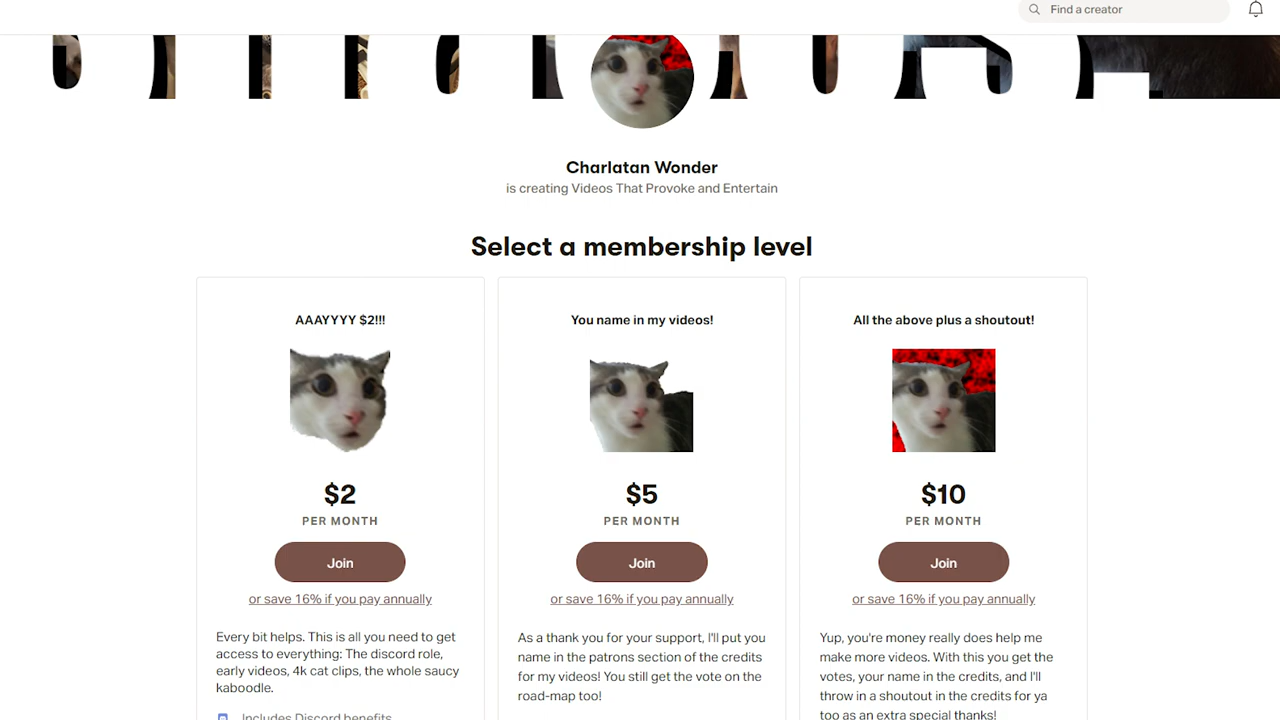 Find a creator
Charlatan Wonder
is creating Videos That Provoke and Entertain
Select a membership level
AAAYYYY $2!!!
$2
PER MONTH
Join
or save 16% if you pay annually
Every bit helps. This is all you need to get
access to everything: The discord role,
early videos, 4k cat clips, the whole saucy
kaboodle.
Includes Discord benefits
You name in my videos!
$5
PER MONTH
Join
or save 16% if you pay annually
As a thank you for your support, I'll put you
name in the patrons section of the credits
for my videos! You still get the vote on the
road-map too!
All the above plus a shoutout!
$10
PER MONTH
Join
or save 16% if you pay annually
Yup, you're money really does help me
make more videos. With this you get the
votes, your name in the credits, and I'll
throw in a shoutout in the credits for ya
too as an extra special thanks!